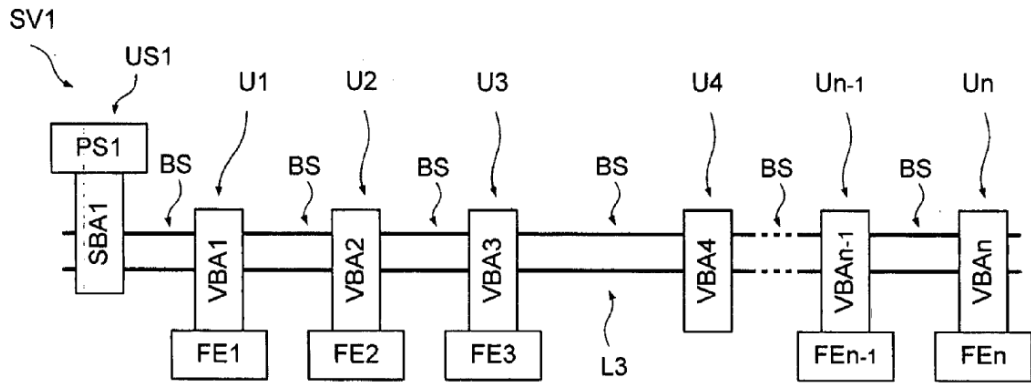 SV1
US1
U1
U2
U3
U4
Un-1
Un
PS1
BS
BS
BS
BS
BS
BS
SBA1
VBA1
VBA2
VBA3
VBA4
VBAn-1
VBAn
FE1
FE2
FE3
L3
FEn-1
FEn